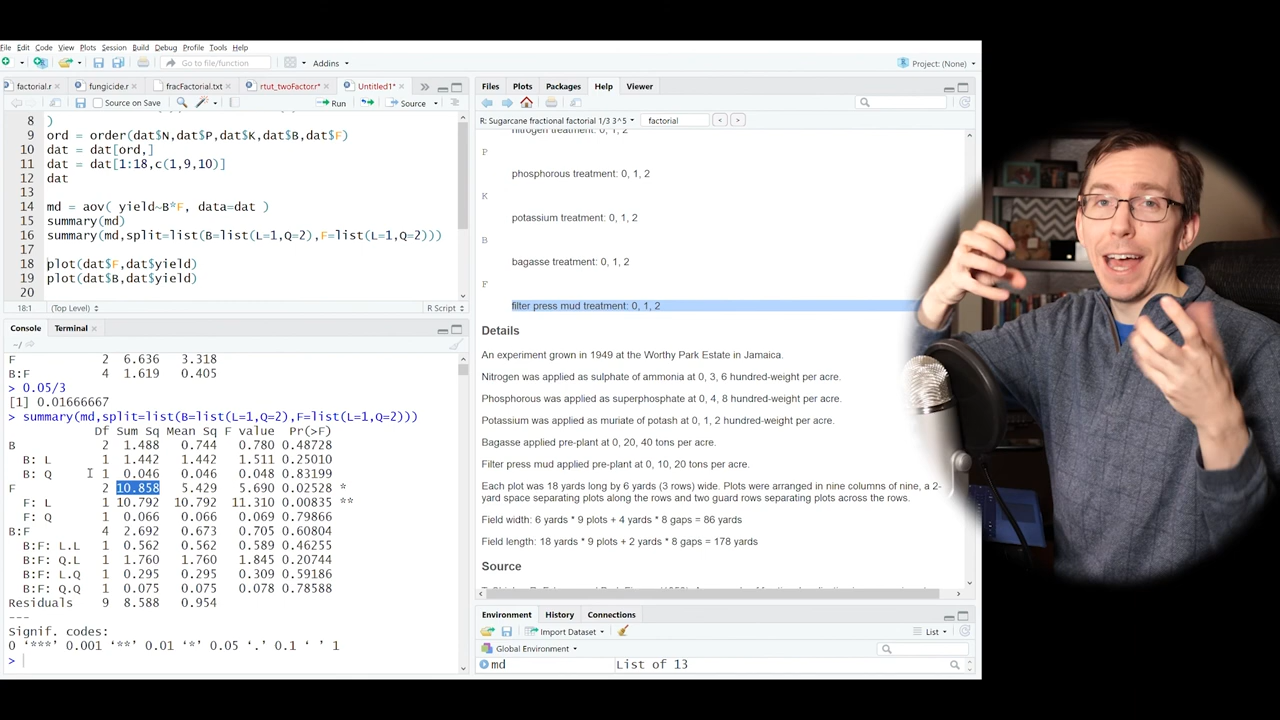 File Edit Code View Plots Session Build Debug Profile Tools Help
Go to file/function
Addins
Project: (None)
factorial.r
fungicide.r
fracFactorial.txt
rtut_twoFactor.r*
Untitled1*
Source on Save
Run
Source
8 )
9 ord = order(dat$N,dat$P,dat$K,dat$B,dat$F)
10 dat = dat[ord,]
11 dat = dat[1:18,c(1,9,10)]
12 dat
13
14 md = aov( yield~B*F, data=dat )
15 summary(md)
16 summary(md,split=list(B=list(L=1,Q=2),F=list(L=1,Q=2)))
17
18 plot(dat$F,dat$yield)
19 plot(dat$B,dat$yield)
20
18:1 (Top Level) R Script
Console Terminal
~/
F 2 6.636 3.318
B:F 4 1.619 0.405
> 0.05/3
[1] 0.01666667
> summary(md,split=list(B=list(L=1,Q=2),F=list(L=1,Q=2)))
Df Sum Sq Mean Sq F value Pr(>F)
B 2 1.488 0.744 0.780 0.48728
B: L 1 1.442 1.442 1.511 0.25010
B: Q 1 0.046 0.046 0.048 0.83199
F 2 10.858 5.429 5.690 0.02528 *
F: L 1 10.792 10.792 11.310 0.00835 **
F: Q 1 0.066 0.066 0.069 0.79866
B:F 4 2.692 0.673 0.705 0.60804
B:F: L.L 1 0.562 0.562 0.589 0.46255
B:F: Q.L 1 1.760 1.760 1.845 0.20744
B:F: L.Q 1 0.295 0.295 0.309 0.59186
B:F: Q.Q 1 0.075 0.075 0.078 0.78588
Residuals 9 8.588 0.954
---
Signif. codes:
0 ‘***’ 0.001 ‘**’ 0.01 ‘*’ 0.05 ‘.’ 0.1 ‘ ’ 1
>
Files Plots Packages Help Viewer
R: Sugarcane fractional factorial 1/3 3^5
factorial
nitrogen treatment: 0, 1, 2
P
phosphorous treatment: 0, 1, 2
K
potassium treatment: 0, 1, 2
B
bagasse treatment: 0, 1, 2
F
filter press mud treatment: 0, 1, 2
Details
An experiment grown in 1949 at the Worthy Park Estate in Jamaica.
Nitrogen was applied as sulphate of ammonia at 0, 3, 6 hundred-weight per acre.
Phosphorous was applied as superphosphate at 0, 4, 8 hundred-weight per acre.
Potassium was applied as muriate of potash at 0, 1, 2 hundred-weight per acre.
Bagasse applied pre-plant at 0, 20, 40 tons per acre.
Filter press mud applied pre-plant at 0, 10, 20 tons per acre.
Each plot was 18 yards long by 6 yards (3 rows) wide. Plots were arranged in nine columns of nine, a 2-
yard space separating plots along the rows and two guard rows separating plots across the rows.
Field width: 6 yards * 9 plots + 4 yards * 8 gaps = 86 yards
Field length: 18 yards * 9 plots + 2 yards * 8 gaps = 178 yards
Source
Environment History Connections
Import Dataset
List
Global Environment
md List of 13